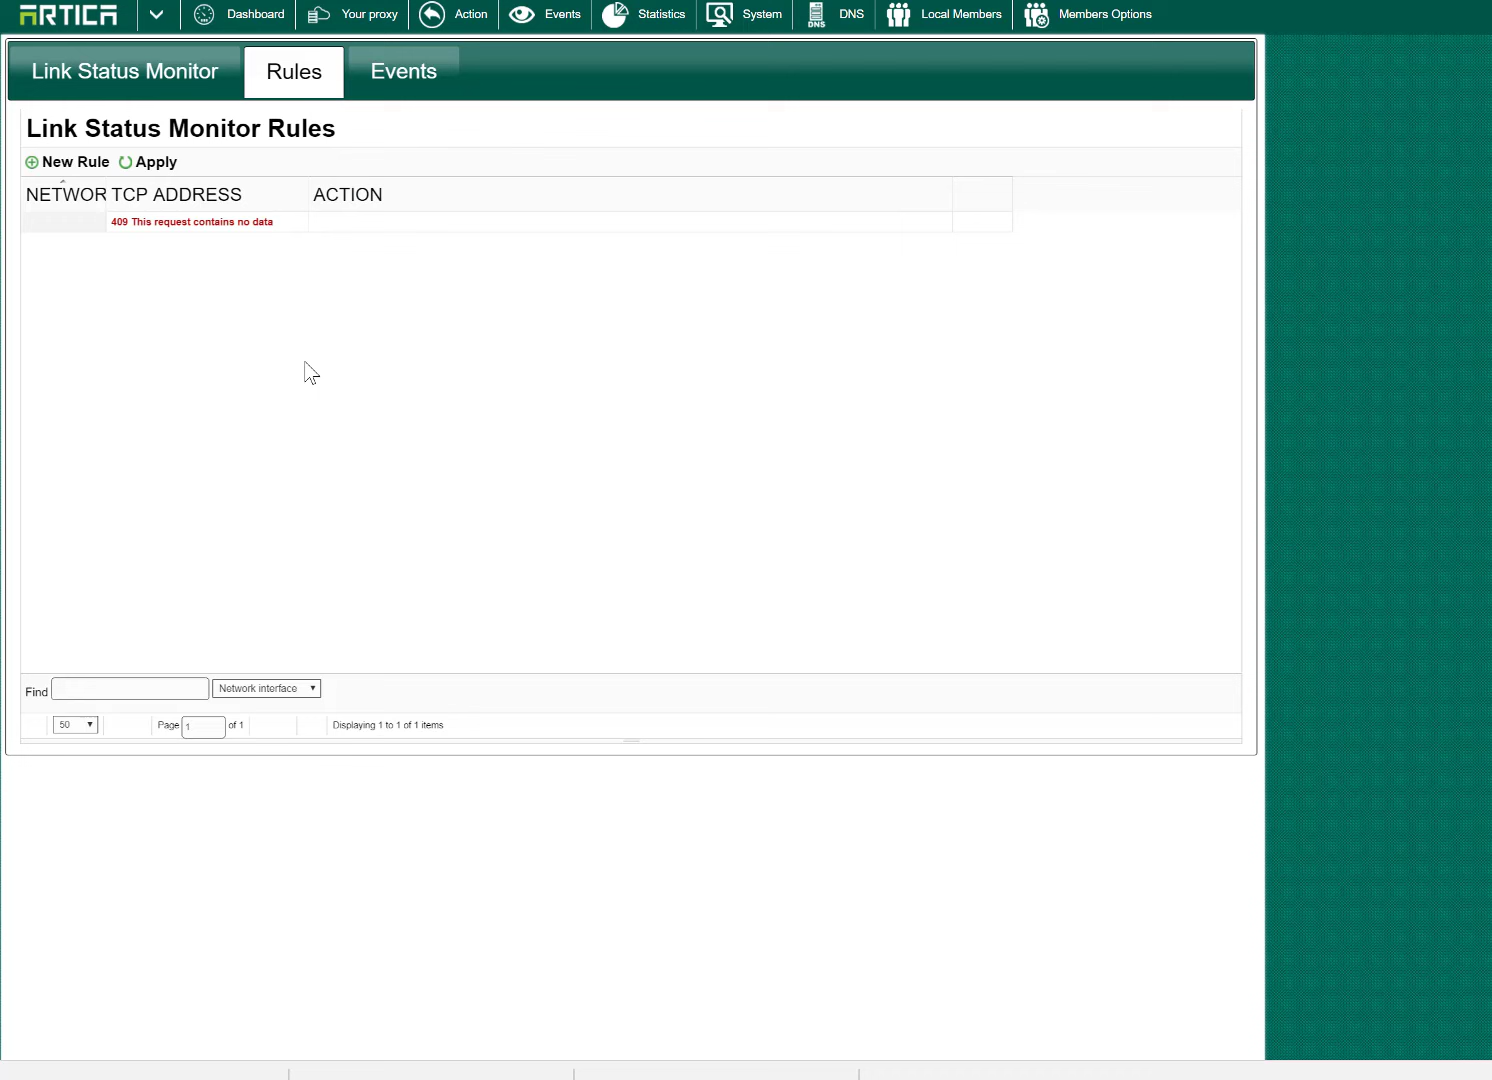 ARTICA Dashboard Your proxy Action Events Statistics System DNS DNS Local Members Members Options
Link Status Monitor Rules Events
Link Status Monitor Rules
New Rule Apply
NETWOR TCP ADDRESS ACTION
409 This request contains no data
Find Network interface
50 Page 1 of 1 Displaying 1 to 1 of 1 items